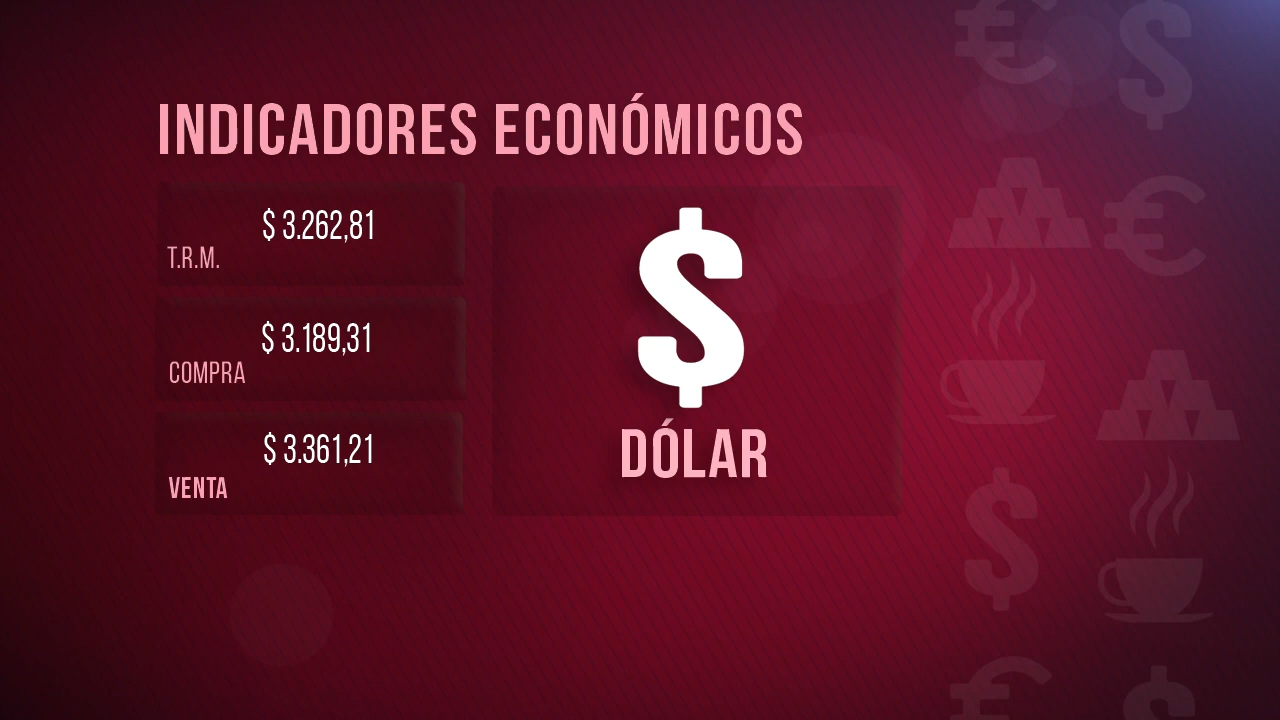 INDICADORES ECONÓMICOS
$ 3.262,81
T.R.M.
$ 3.189,31
COMPRA
$ 3.361,21
VENTA
$
DÓLAR